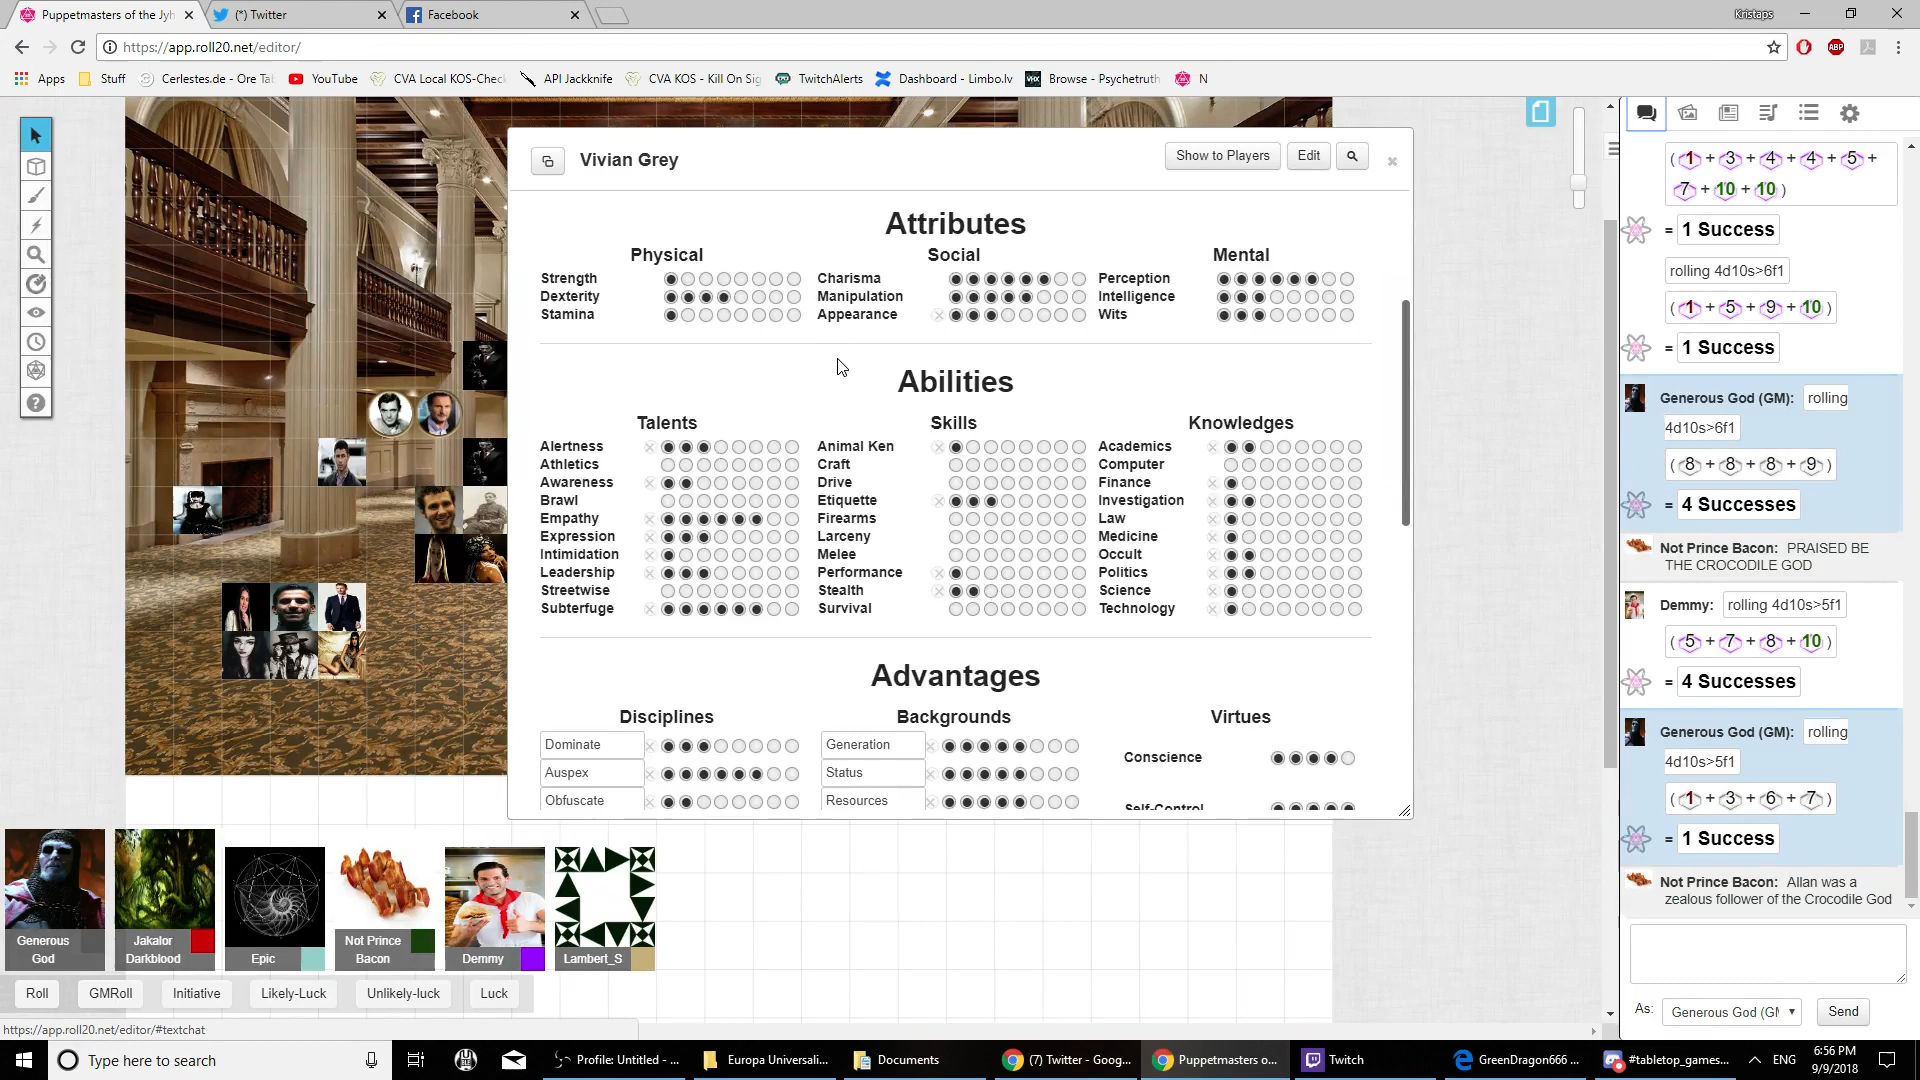 Puppetmasters of the Jyh
(*) Twitter
Facebook
Kristaps
https://app.roll20.net/editor/
Apps
Stuff
Cerlestes.de - Ore Tab
YouTube
CVA Local KOS-Check
API Jackknife
CVA KOS - Kill On Sig
TwitchAlerts
Dashboard - Limbo.lv
Browse - Psychetruth
N
Vivian Grey
Show to Players
Edit
Attributes
Physical Social Mental
Strength Charisma Perception
Dexterity Manipulation Intelligence
Stamina Appearance Wits
Abilities
Talents Skills Knowledges
Alertness Animal Ken Academics
Athletics Craft Computer
Awareness Drive Finance
Brawl Etiquette Investigation
Empathy Firearms Law
Expression Larceny Medicine
Intimidation Melee Occult
Leadership Performance Politics
Streetwise Stealth Science
Subterfuge Survival Technology
Advantages
Disciplines Backgrounds Virtues
Dominate Generation
Conscience
Auspex Status
Obfuscate Resources
Self-Control
(1 + 3 + 4 + 4 + 5 +
7 + 10 + 10)
= 1 Success
rolling 4d10s>6f1
(1 + 5 + 9 + 10)
= 1 Success
Generous God (GM): rolling
4d10s>6f1
(8 + 8 + 8 + 9)
= 4 Successes
Not Prince Bacon: PRAISED BE
THE CROCODILE GOD
Demmy: rolling 4d10s>5f1
(5 + 7 + 8 + 10)
= 4 Successes
Generous God (GM): rolling
4d10s>5f1
(1 + 3 + 6 + 7)
= 1 Success
Not Prince Bacon: Allan was a
zealous follower of the Crocodile God
As: Generous God (GM Send
Generous
God
Jakalor
Darkblood
Epic
Not Prince
Bacon
Demmy
Lambert_S
Roll
GMRoll
Initiative
Likely-Luck
Unlikely-luck
Luck
https://app.roll20.net/editor/#textchat
Type here to search
Profile: Untitled - ...
Europa Universali...
Documents
(7) Twitter - Goog...
Puppetmasters o...
Twitch
GreenDragon666 ...
#tabletop_games...
ENG
6:56 PM
9/9/2018